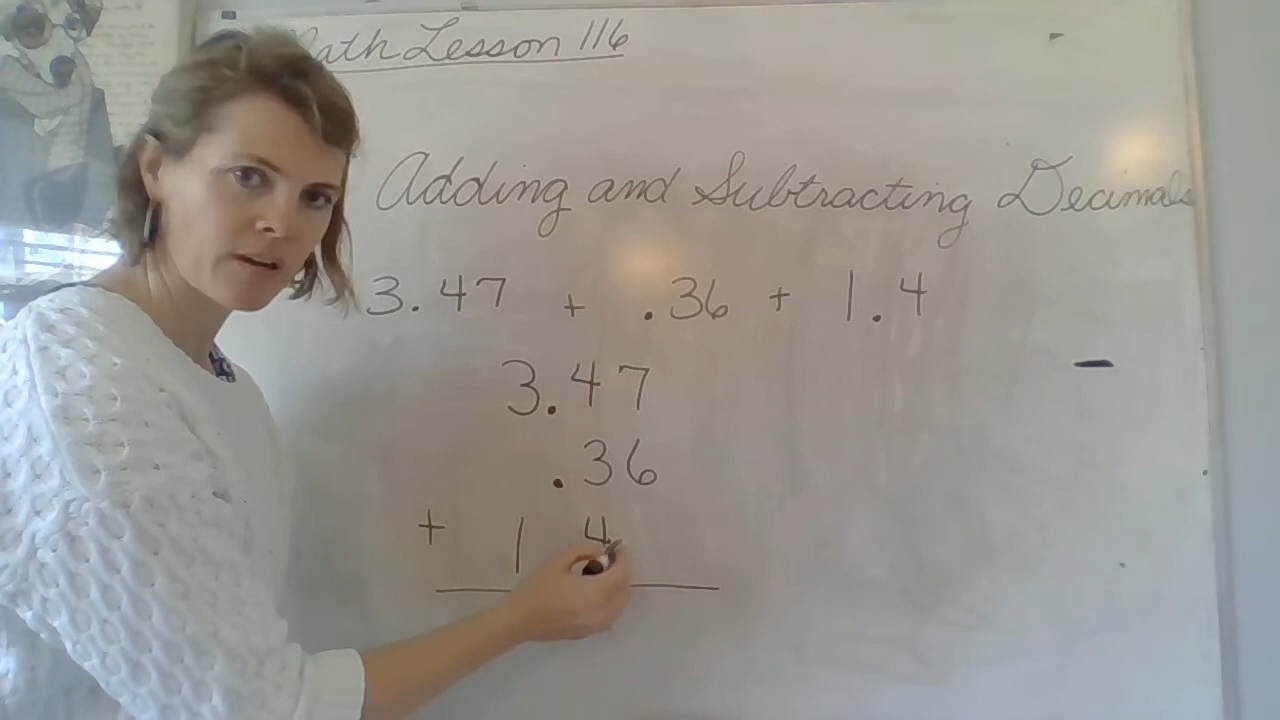 Math Lesson 116
Adding and Subtracting Decimals
3.47 + .36 + 1.4
3.47
.36
+ 1 4